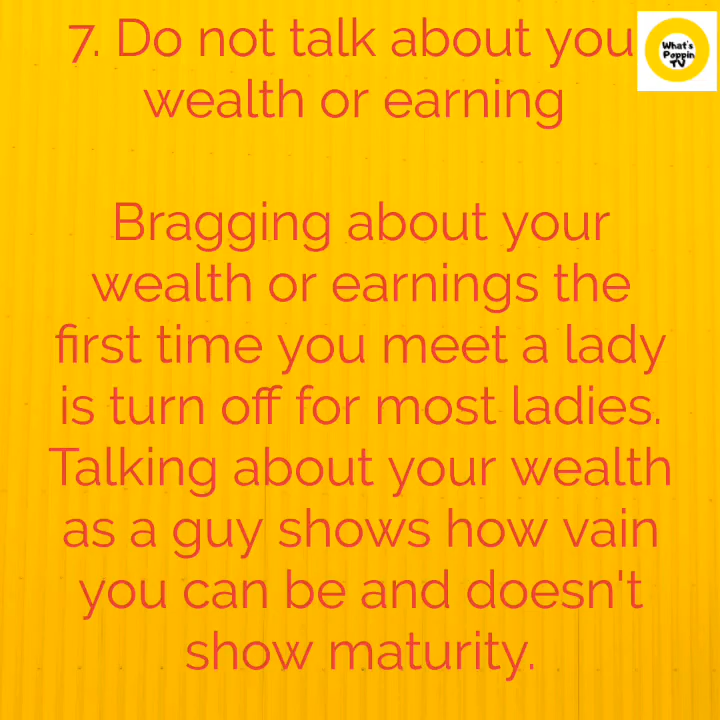 7. Do not talk about you
wealth or earning
What's
Poppin
TV
Bragging about your
wealth or earnings the
first time you meet a lady
is turn off for most ladies.
Talking about your wealth
as a guy shows how vain
you can be and doesn't
show maturity.